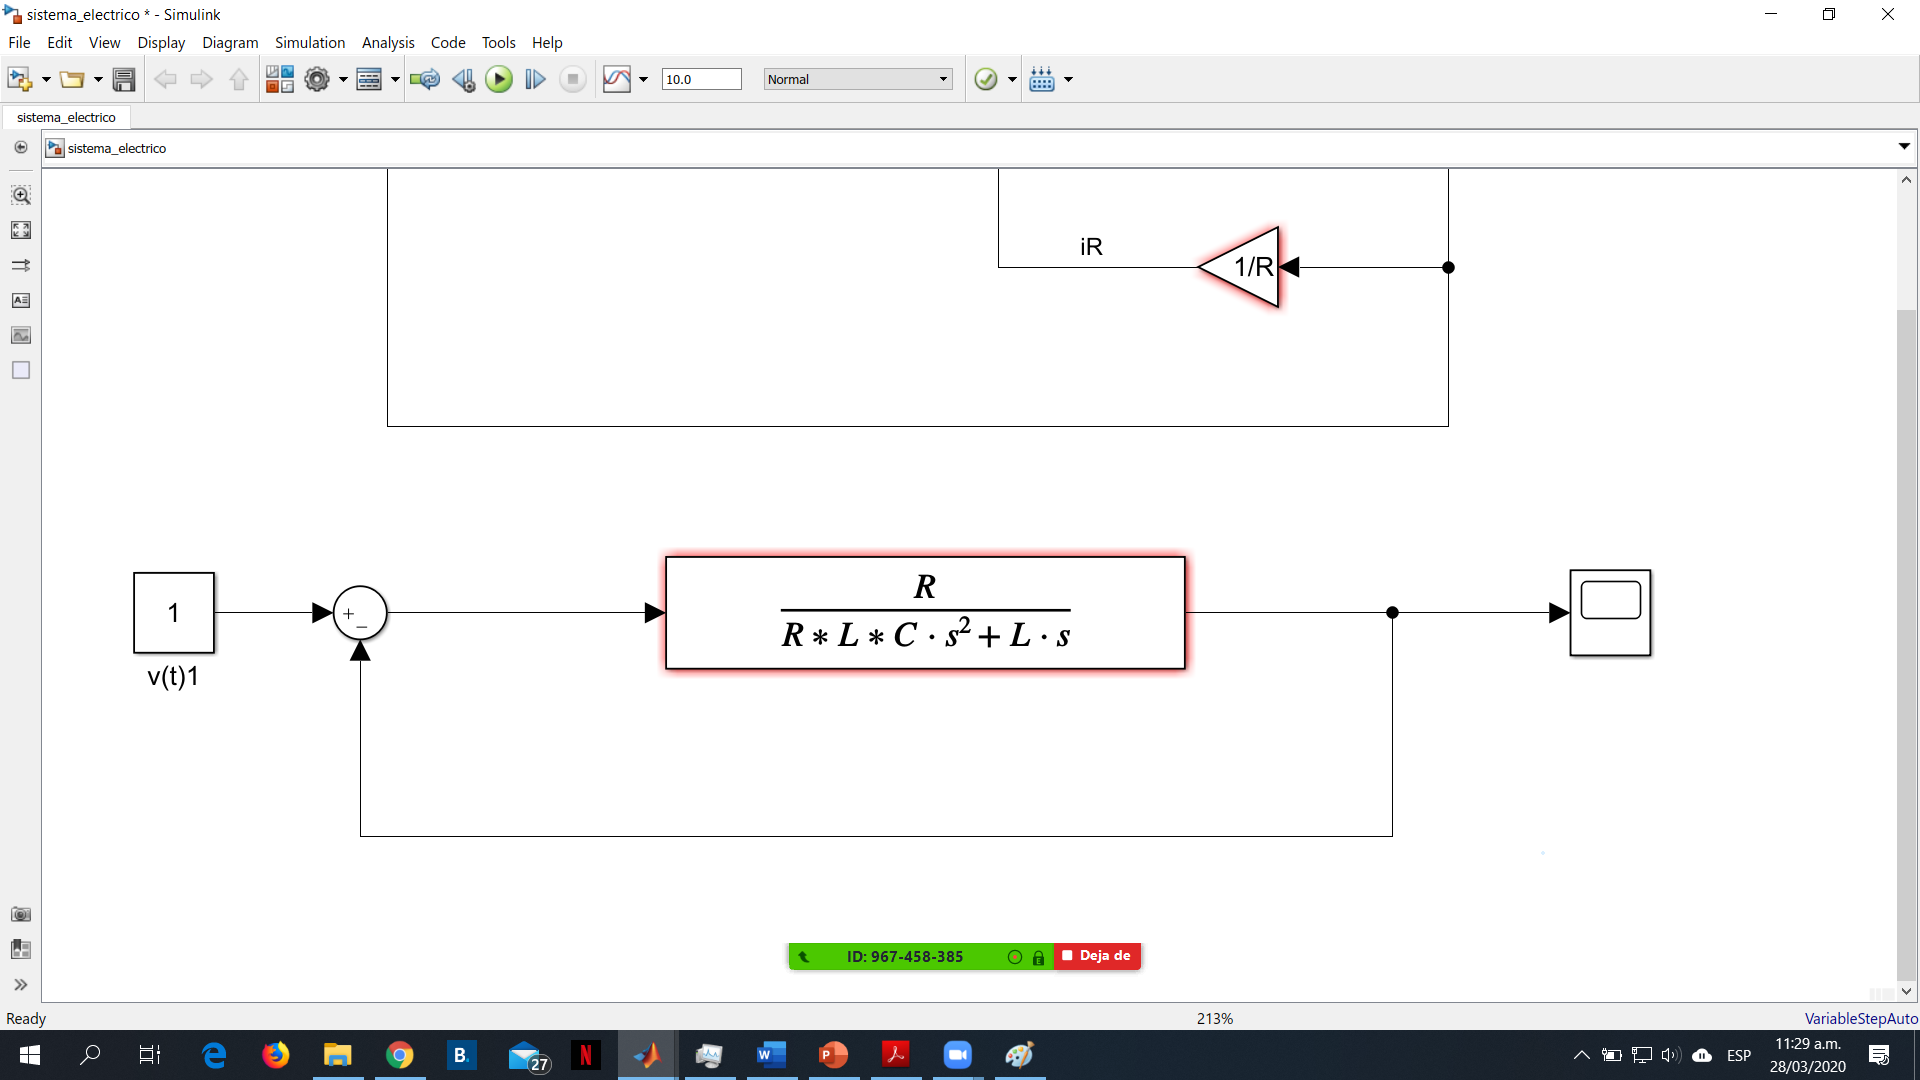 sistema_electrico * - Simulink
File Edit View Display Diagram Simulation Analysis Code Tools Help
10.0 Normal
sistema_electrico
sistema_electrico
iR
1/R
R
R * L * C · s² + L · s
1
+
_
v(t)1
ID: 967-458-385 Deja de
Ready 213% VariableStepAuto
B. 27 N ESP
11:29 a.m.
28/03/2020